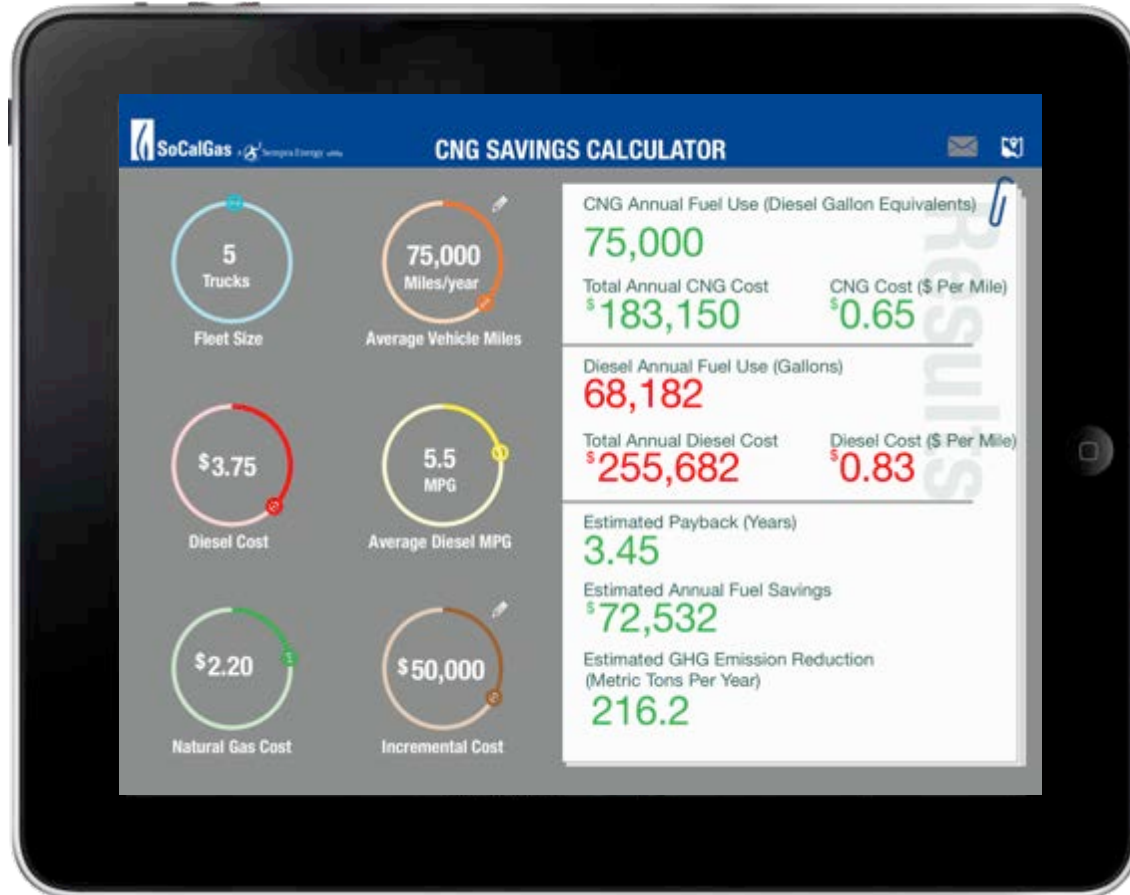 SoCalGas A Sempra Energy utility
CNG SAVINGS CALCULATOR
5
Trucks
Fleet Size
75,000
Miles/year
Average Vehicle Miles
$3.75
Diesel Cost
5.5
MPG
Average Diesel MPG
$2.20
Natural Gas Cost
$50,000
Incremental Cost
Results
CNG Annual Fuel Use (Diesel Gallon Equivalents)
75,000
Total Annual CNG Cost
$183,150
CNG Cost ($ Per Mile)
$0.65
Diesel Annual Fuel Use (Gallons)
68,182
Total Annual Diesel Cost
$255,682
Diesel Cost ($ Per Mile)
$0.83
Estimated Payback (Years)
3.45
Estimated Annual Fuel Savings
$72,532
Estimated GHG Emission Reduction
(Metric Tons Per Year)
216.2